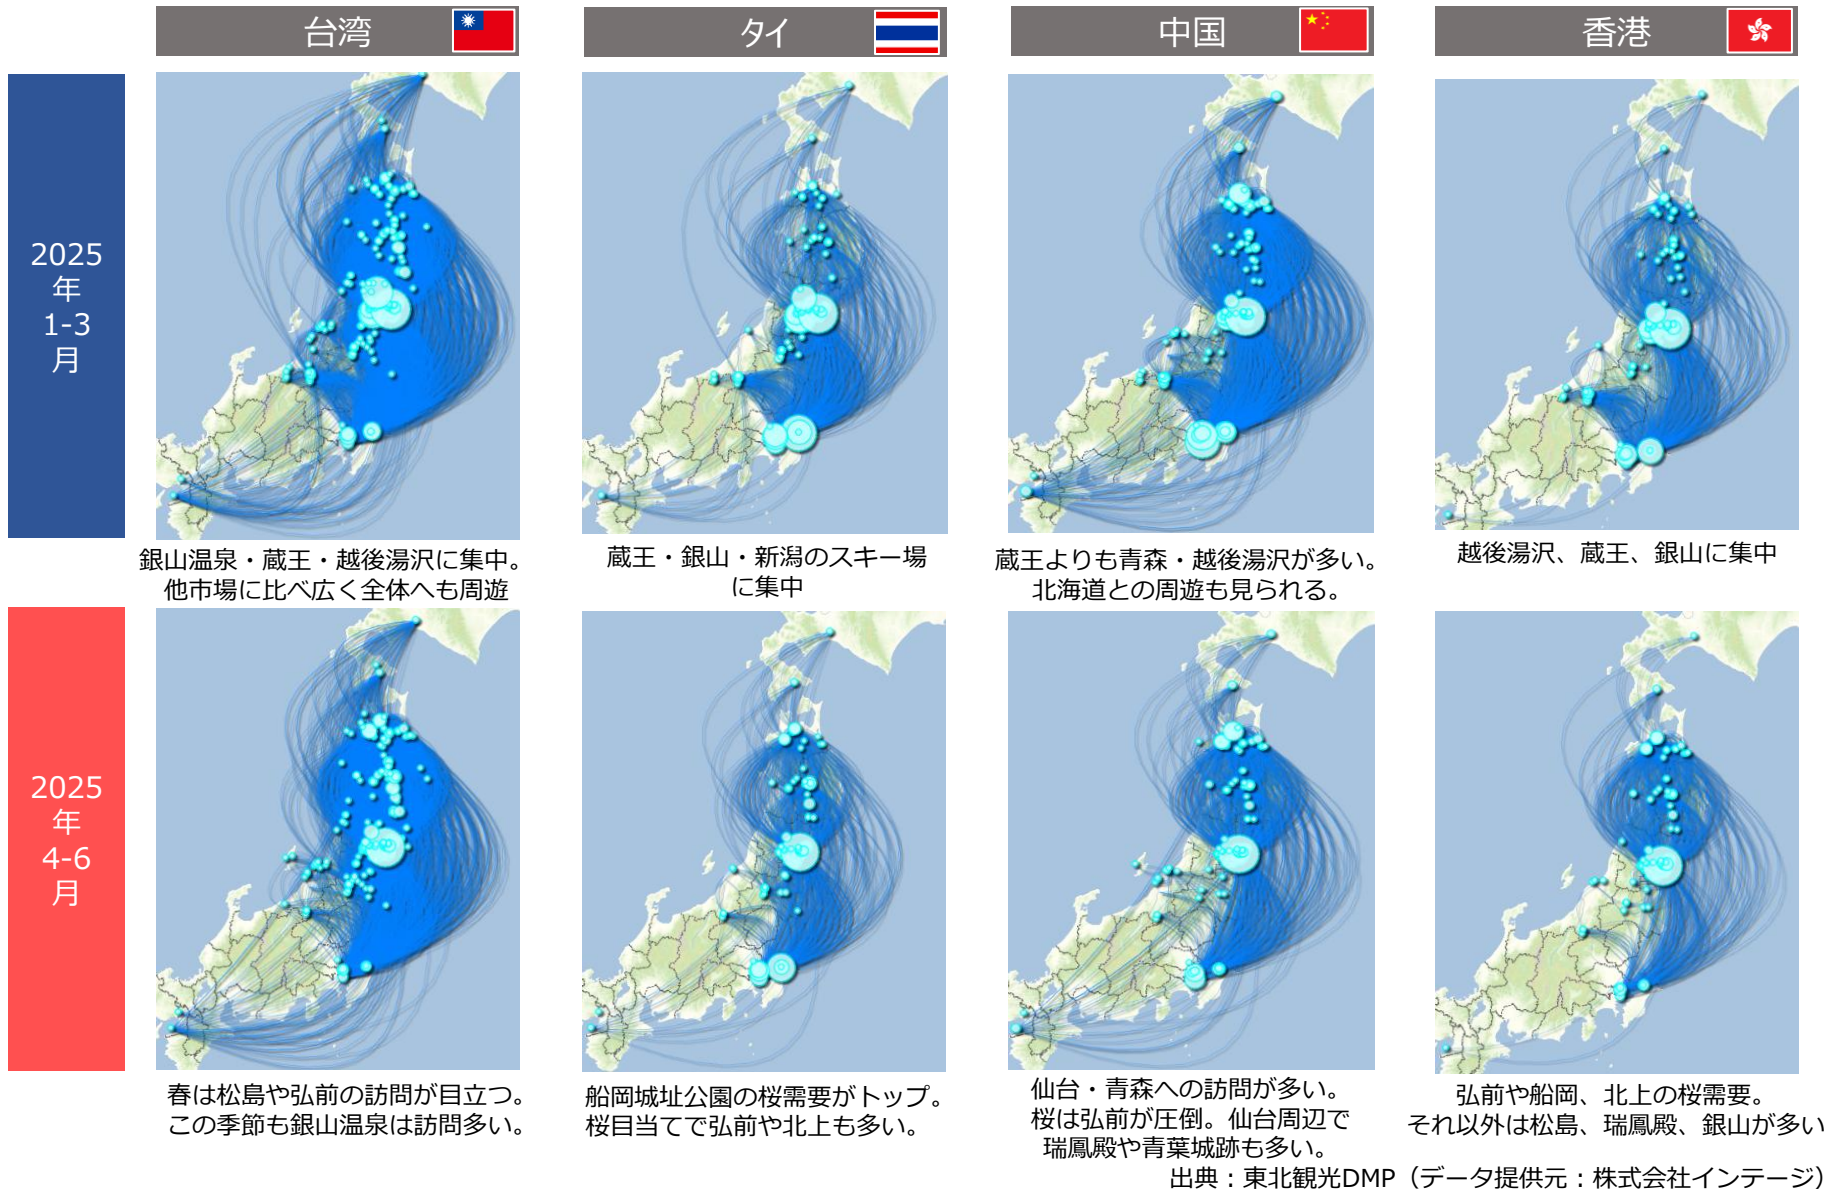 台湾
タイ
中国
香港
2025
年
1-3
月
銀山温泉・蔵王・越後湯沢に集中。
他市場に比べ広く全体へも周遊
蔵王・銀山・新潟のスキー場
に集中
蔵王よりも青森・越後湯沢が多い。
北海道との周遊も見られる。
越後湯沢、蔵王、銀山に集中
2025
年
4-6
月
春は松島や弘前の訪問が目立つ。
この季節も銀山温泉は訪問多い。
船岡城址公園の桜需要がトップ。
桜目当てで弘前や北上も多い。
仙台・青森への訪問が多い。
桜は弘前が圧倒。仙台周辺で
瑞鳳殿や青葉城跡も多い。
弘前や船岡、北上の桜需要。
それ以外は松島、瑞鳳殿、銀山が多い
出典：東北観光DMP（データ提供元：株式会社インテージ）